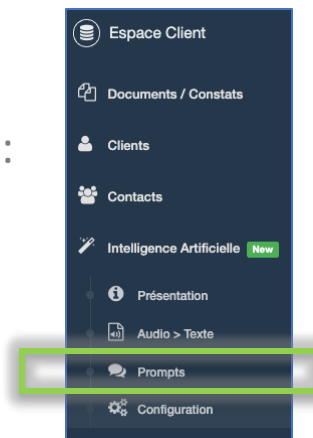 Espace Client
Documents / Constats
:
Clients
Contacts
Intelligence Artificielle New
Présentation
Audio > Texte
Prompts
Configuration